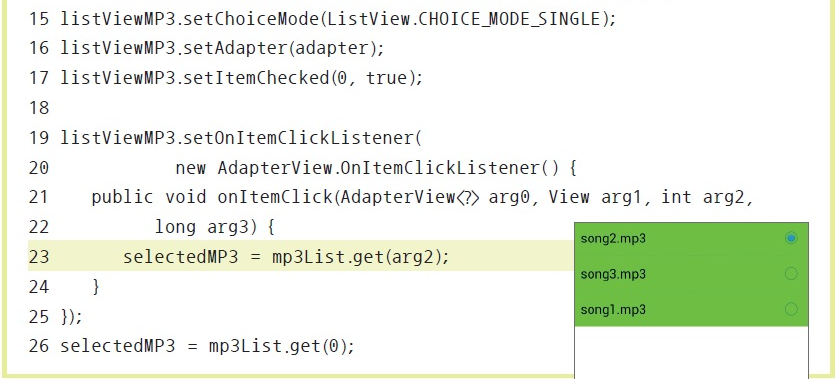 15 listViewMP3.setChoiceMode(ListView.CHOICE_MODE_SINGLE);
16 listViewMP3.setAdapter(adapter);
17 listViewMP3.setItemChecked(0, true);
18
19 listViewMP3.setOnItemClickListener(
20 new AdapterView.OnItemClickListener() {
21 public void onItemClick(AdapterView<?> arg0, View arg1, int arg2,
22 long arg3) {
23 selectedMP3 = mp3List.get(arg2);
24 }
25 });
26 selectedMP3 = mp3List.get(0);
song2.mp3
song3.mp3
song1.mp3